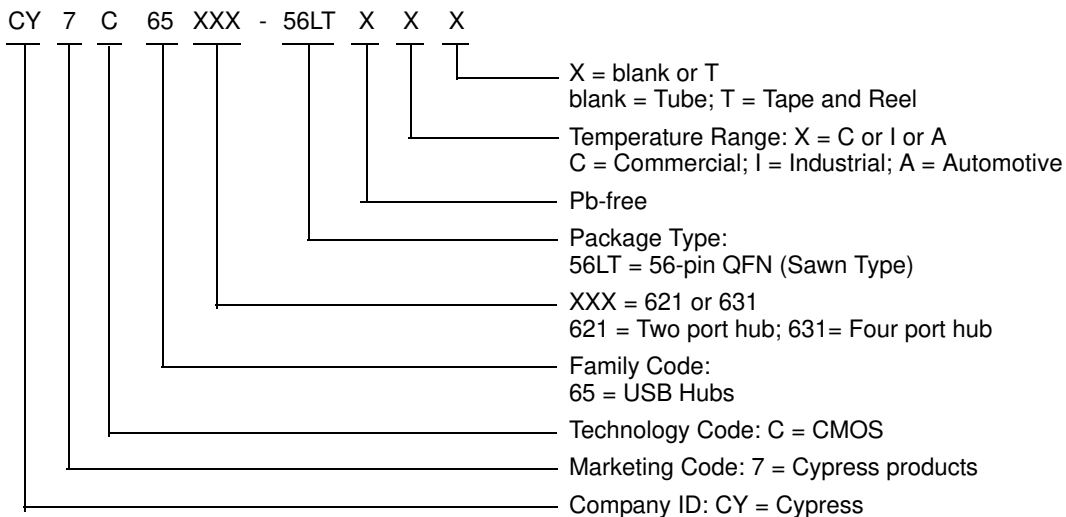 CY 7 C 65 XXX - 56LT X X X
X = blank or T
blank = Tube; T = Tape and Reel
Temperature Range: X = C or I or A
C = Commercial; I = Industrial; A = Automotive
Pb-free
Package Type:
56LT = 56-pin QFN (Sawn Type)
XXX = 621 or 631
621 = Two port hub; 631= Four port hub
Family Code:
65 = USB Hubs
Technology Code: C = CMOS
Marketing Code: 7 = Cypress products
Company ID: CY = Cypress